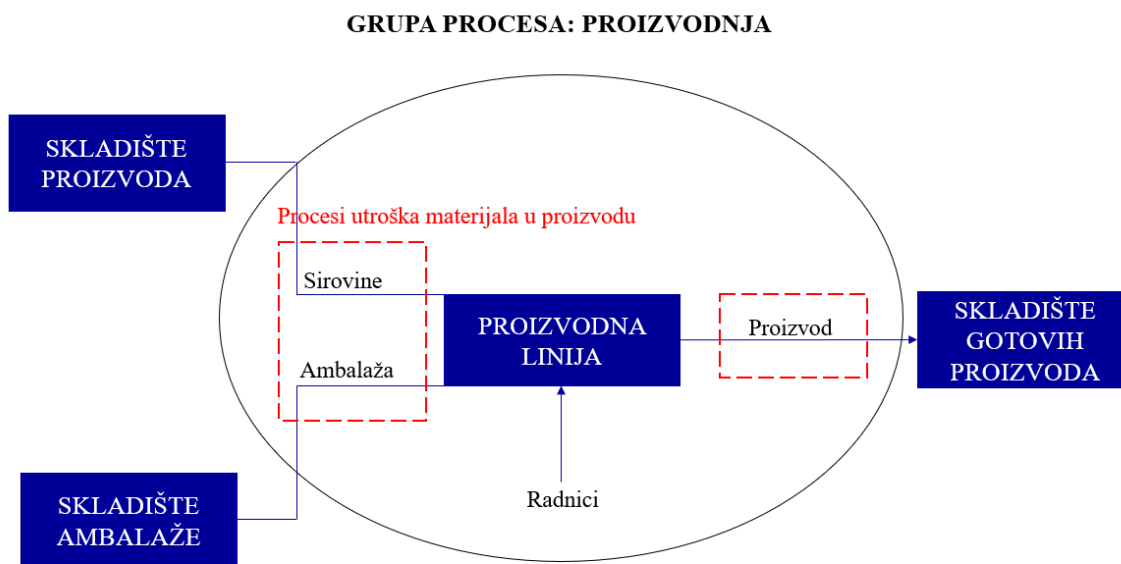 GRUPA PROCESA: PROIZVODNJA
SKLADIŠTE
PROIZVODA
Procesi utroška materijala u proizvodu
Sirovine
Ambalaža
PROIZVODNA
LINIJA
Proizvod
SKLADIŠTE
GOTOVIH
PROIZVODA
Radnici
SKLADIŠTE
AMBALAŽE